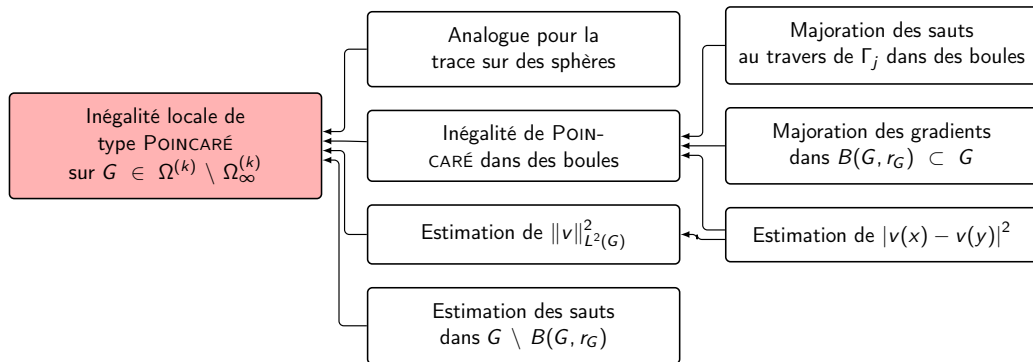 Inégalité locale de
type POINCARÉ
sur G ∈ Ω^(k) \ Ω_∞^(k)
Analogue pour la
trace sur des sphères
Inégalité de POIN-
CARÉ dans des boules
Estimation de ‖v‖²_{L²(G)}
Estimation des sauts
dans G \ B(G, r_G)
Majoration des sauts
au travers de Γ_j dans des boules
Majoration des gradients
dans B(G, r_G) ⊂ G
Estimation de |v(x) − v(y)|²